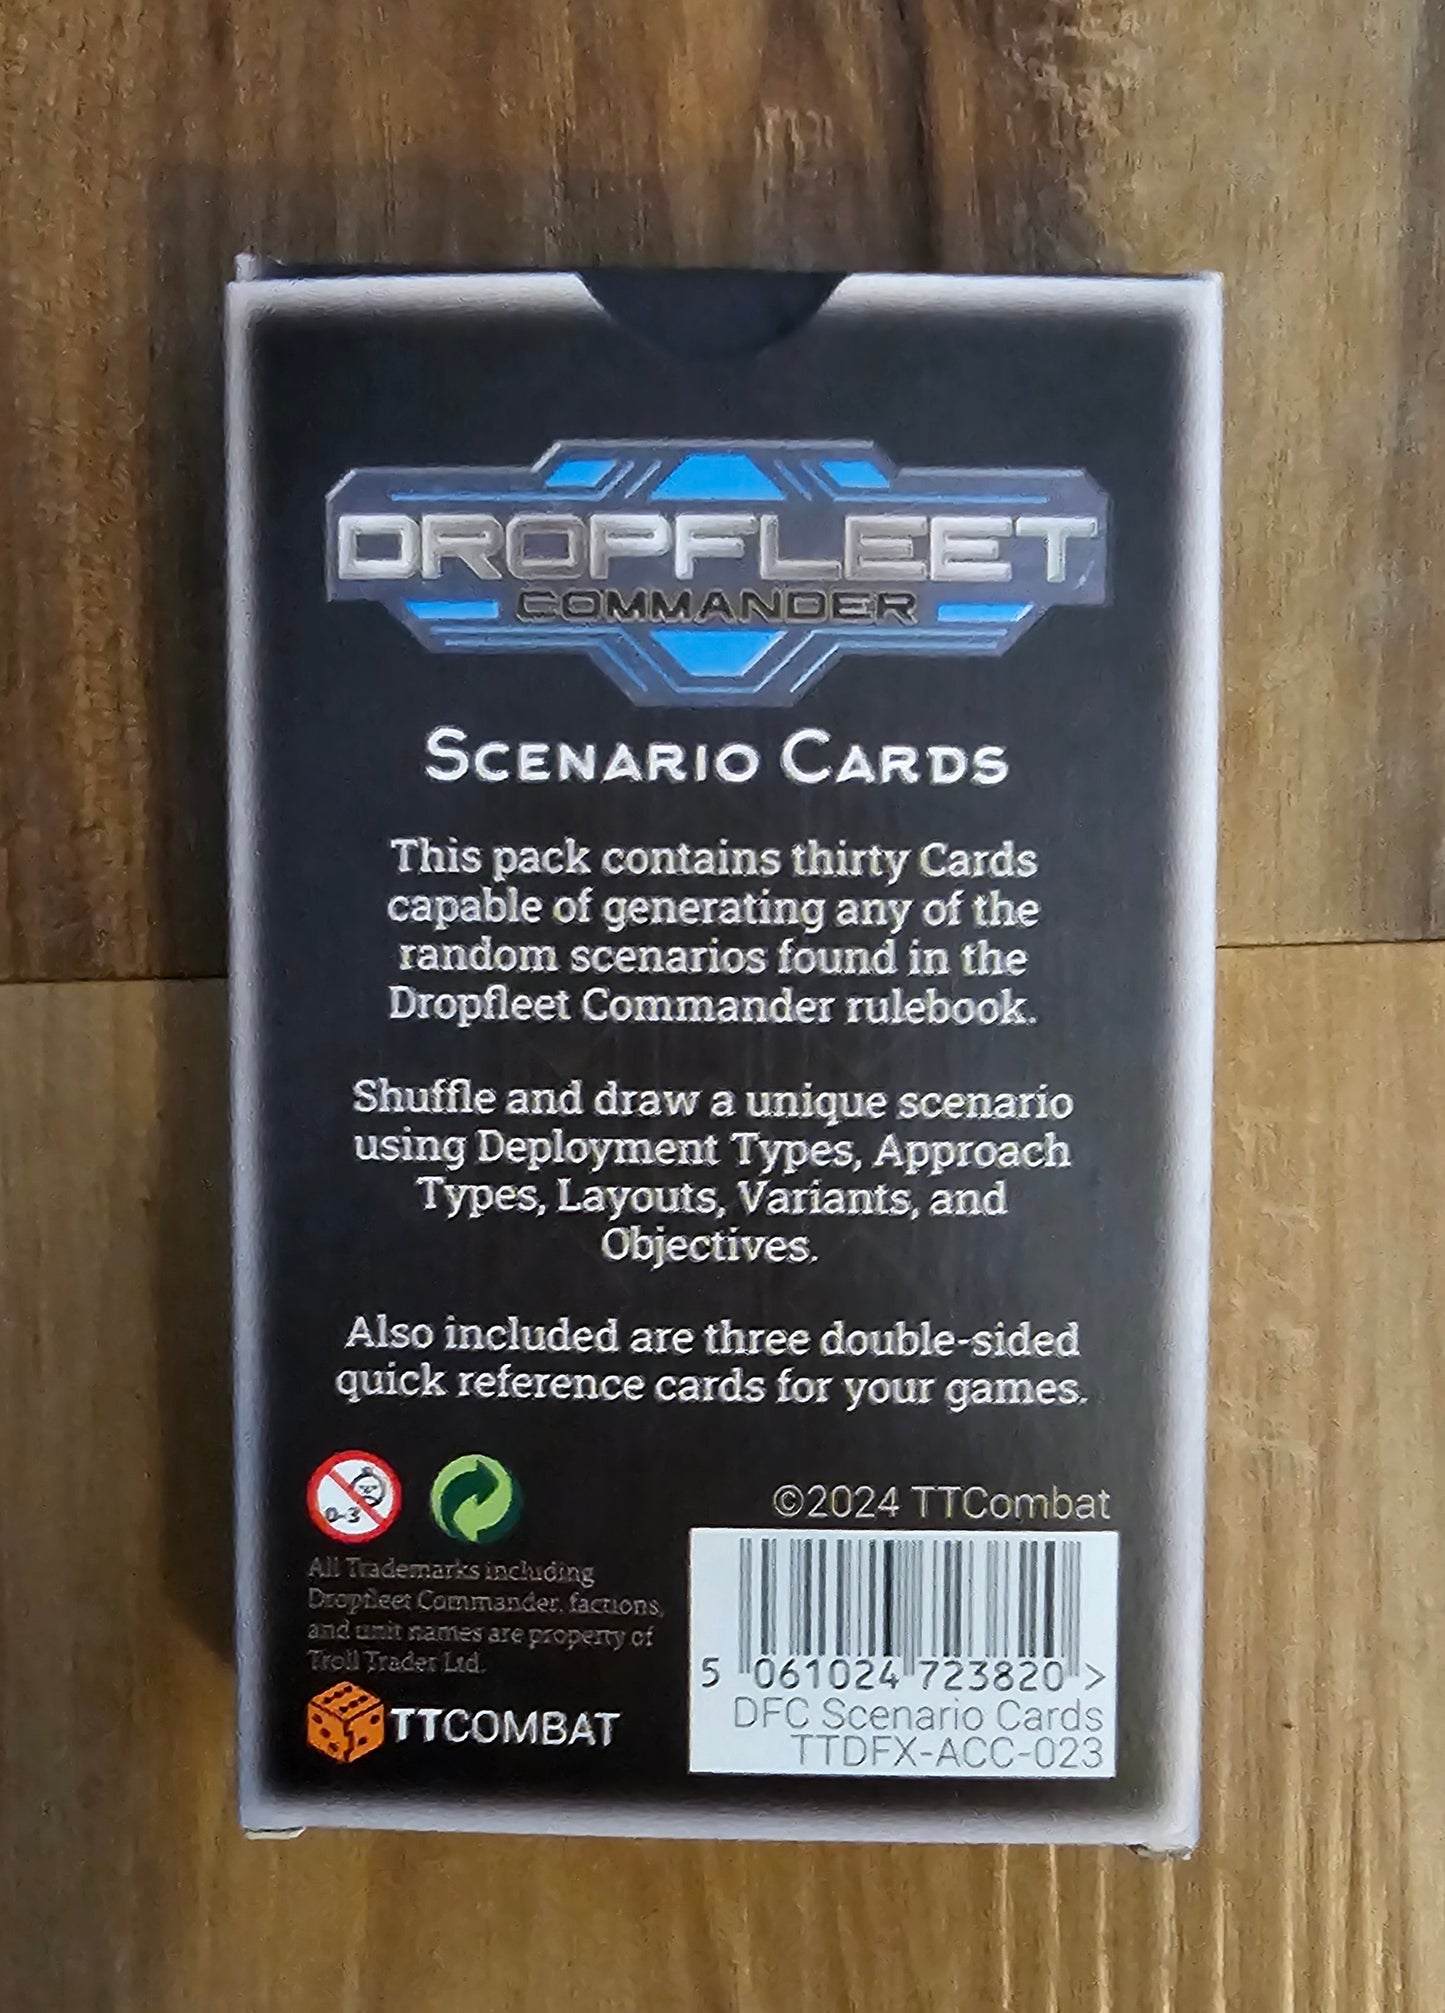 DROPFLEET
COMMANDER
SCENARIO CARDS
This pack contains thirty Cards
capable of generating any of the
random scenarios found in the
Dropfleet Commander rulebook.
Shuffle and draw a unique scenario
using Deployment Types, Approach
Types, Layouts, Variants, and
Objectives.
Also included are three double-sided
quick reference cards for your games.
0-3
©2024 TTCombat
All Trademarks including
Dropfleet Commander, factions,
and unit names are property of
Troll Trader Ltd.
TTCOMBAT
5 061024 723820 >
DFC Scenario Cards
TTDFX-ACC-023